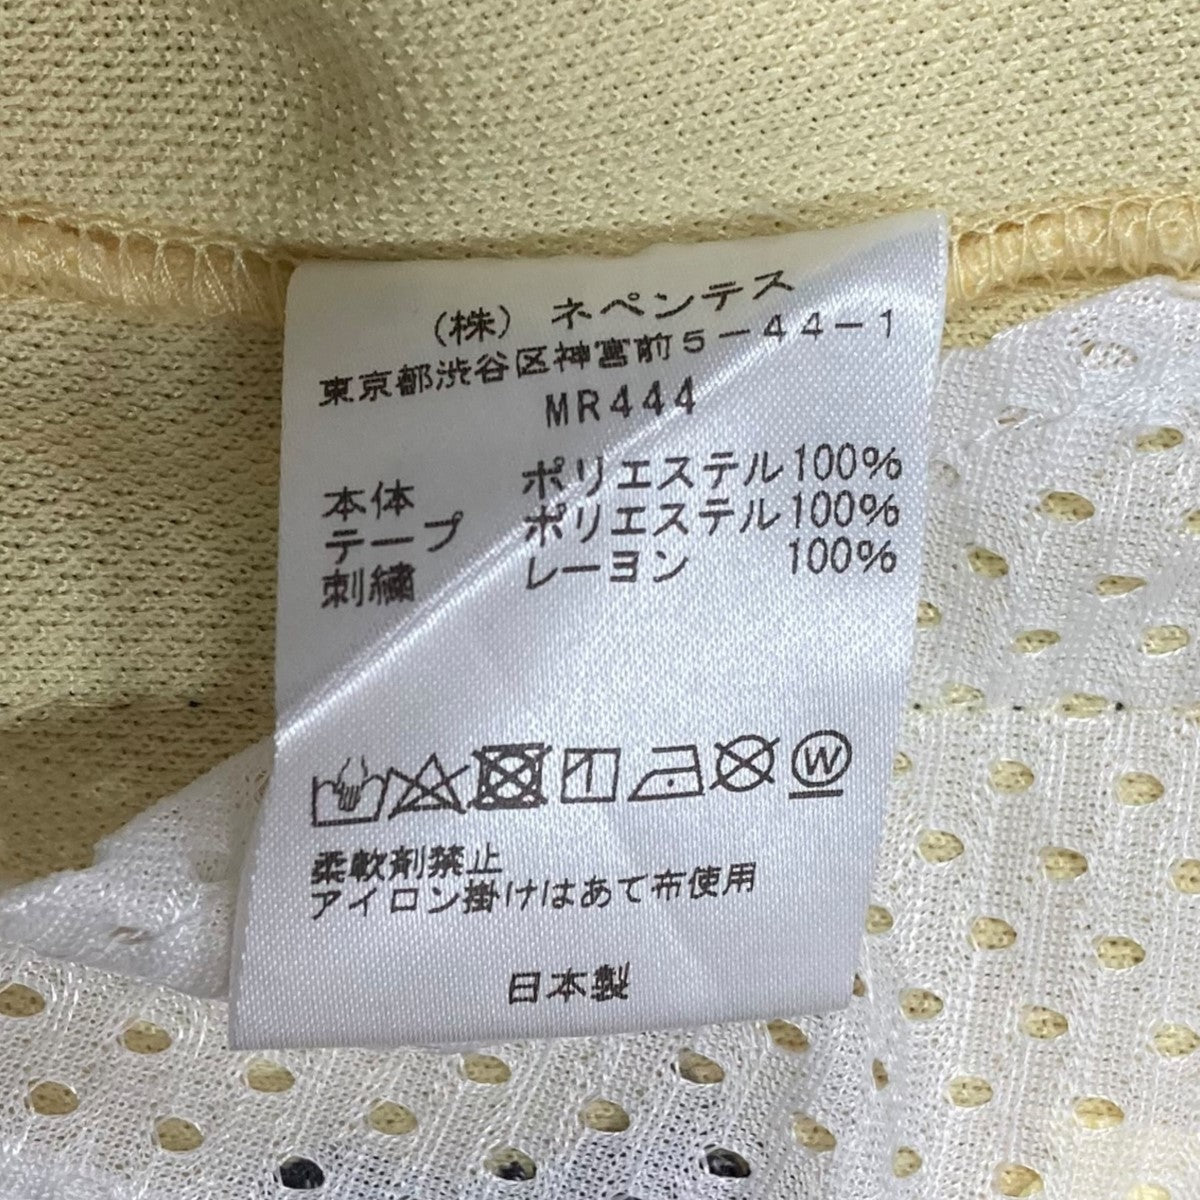 (株) ネペンテス
東京都渋谷区神宮前5-44-1
MR444
本体 ポリエステル100%
テープ ポリエステル100%
刺繍 レーヨン 100%
W
柔軟剤禁止
アイロン掛けはあて布使用
日本製